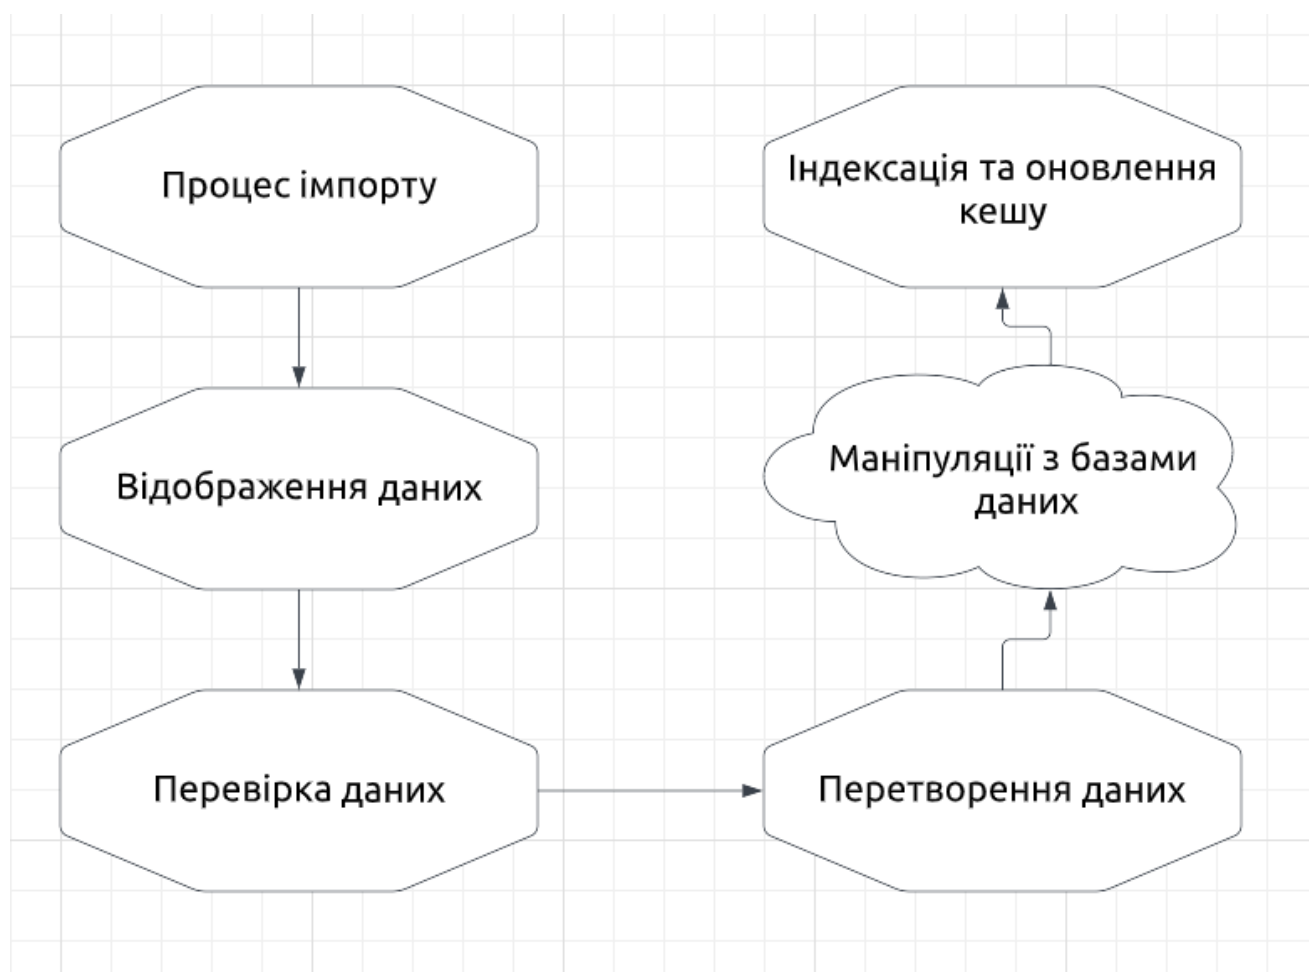 Процес імпорту
Індексація та оновлення
кешу
Відображення даних
Маніпуляції з базами
даних
Перевірка даних
Перетворення даних